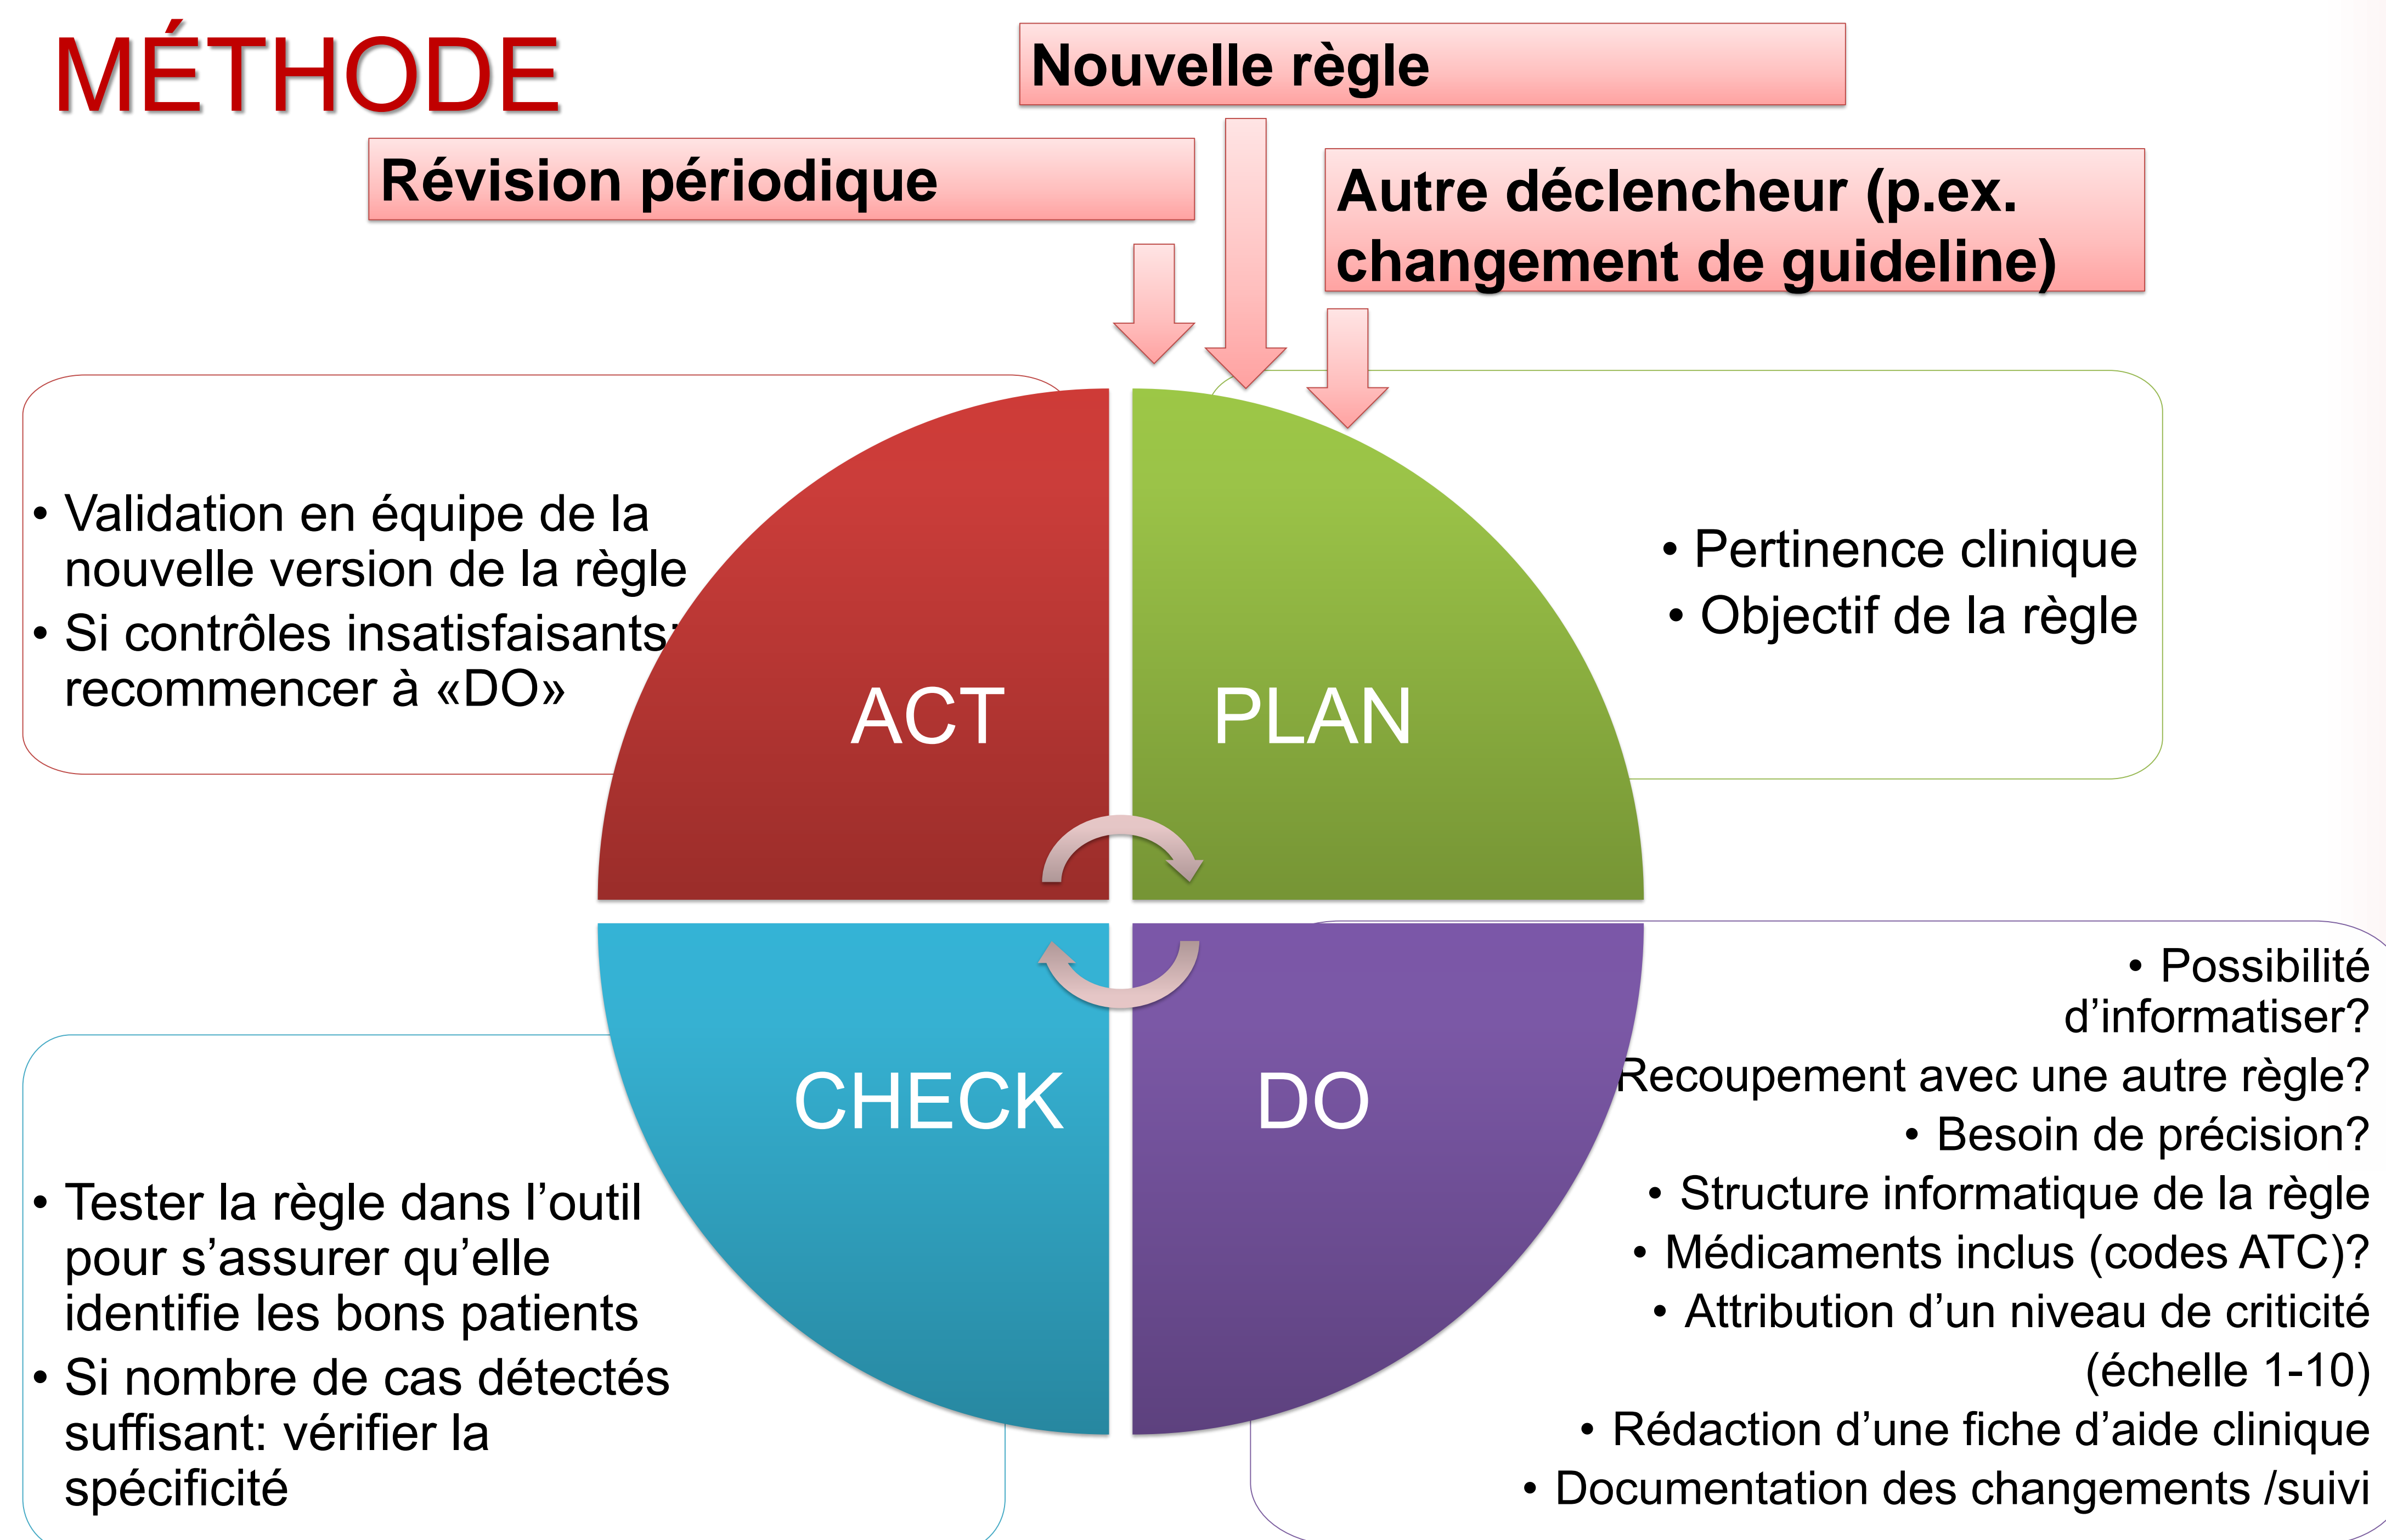 MÉTHODE
Nouvelle règle
Révision périodique
Autre déclencheur (p.ex.
changement de guideline)
• Validation en équipe de la
nouvelle version de la règle
• Si contrôles insatisfaisants:
recommencer à «DO»
ACT
PLAN
• Pertinence clinique
• Objectif de la règle
CHECK
DO
• Tester la règle dans l’outil
pour s’assurer qu’elle
identifie les bons patients
• Si nombre de cas détectés
suffisant: vérifier la
spécificité
• Possibilité
d’informatiser?
Recoupement avec une autre règle?
• Besoin de précision?
• Structure informatique de la règle
• Médicaments inclus (codes ATC)?
• Attribution d’un niveau de criticité
(échelle 1-10)
• Rédaction d’une fiche d’aide clinique
• Documentation des changements /suivi